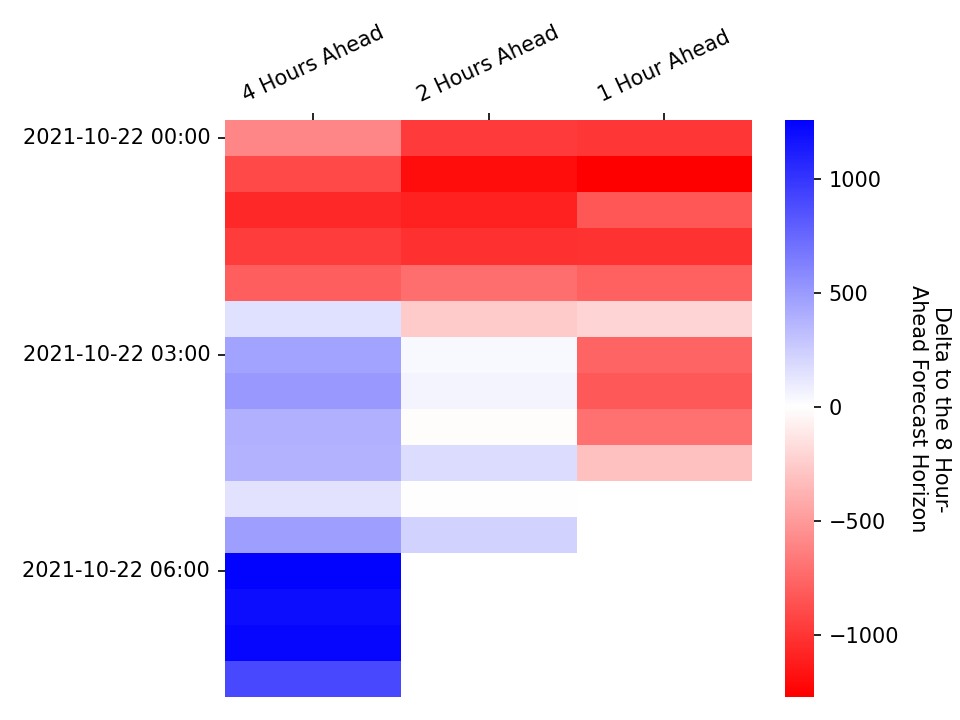 4 Hours Ahead
2 Hours Ahead
1 Hour Ahead
2021-10-22 00:00
2021-10-22 03:00
2021-10-22 06:00
1000
500
0
−500
−1000
Delta to the 8 Hour-
Ahead Forecast Horizon